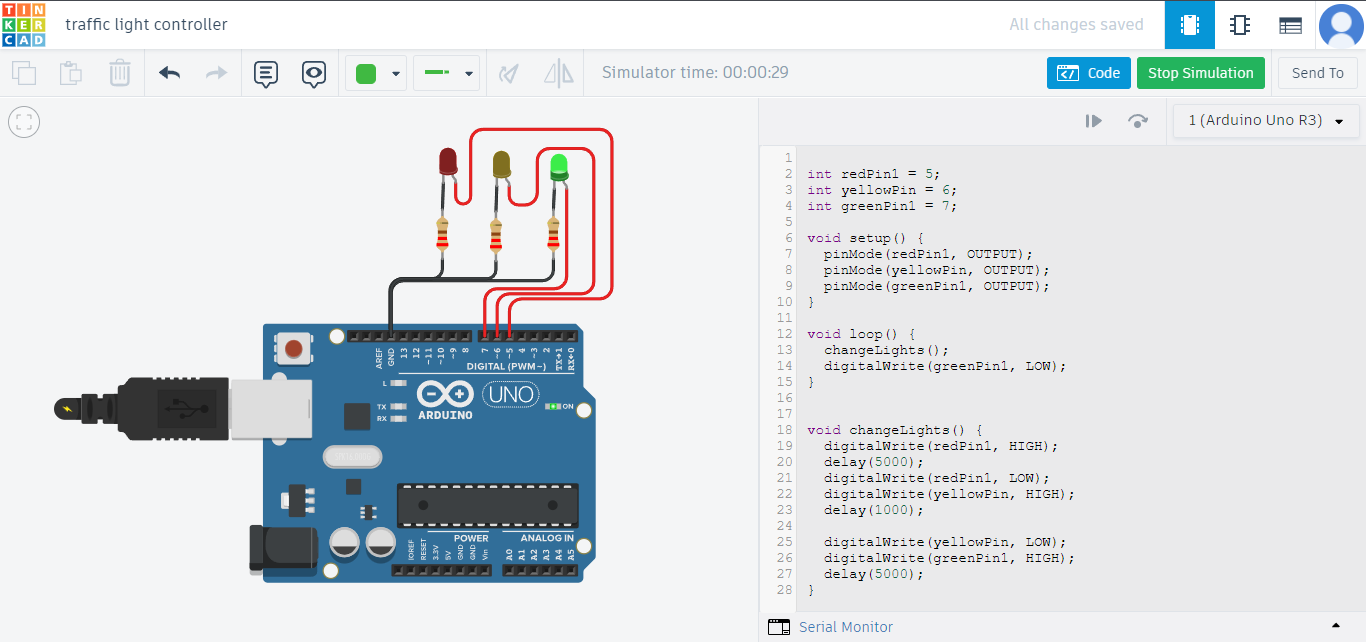 TINKERCAD
traffic light controller
All changes saved
Simulator time: 00:00:29
Code
Stop Simulation
Send To
1 (Arduino Uno R3)
1
2 int redPin1 = 5;
3 int yellowPin = 6;
4 int greenPin1 = 7;
5
6 void setup() {
7 pinMode(redPin1, OUTPUT);
8 pinMode(yellowPin, OUTPUT);
9 pinMode(greenPin1, OUTPUT);
10 }
11
12 void loop() {
13 changeLights();
14 digitalWrite(greenPin1, LOW);
15 }
16
17
18 void changeLights() {
19 digitalWrite(redPin1, HIGH);
20 delay(5000);
21 digitalWrite(redPin1, LOW);
22 digitalWrite(yellowPin, HIGH);
23 delay(1000);
24
25 digitalWrite(yellowPin, LOW);
26 digitalWrite(greenPin1, HIGH);
27 delay(5000);
28 }
Serial Monitor
AREF GND 13 12 ~11 ~10 ~9 8 7 ~6 ~5 4 ~3 2 TX→1 RX←0
DIGITAL (PWM~)
L
TX
RX
ARDUINO
UNO
ON
POWER
ANALOG IN
IOREF RESET 3.3V 5V GND GND Vin A0 A1 A2 A3 A4 A5